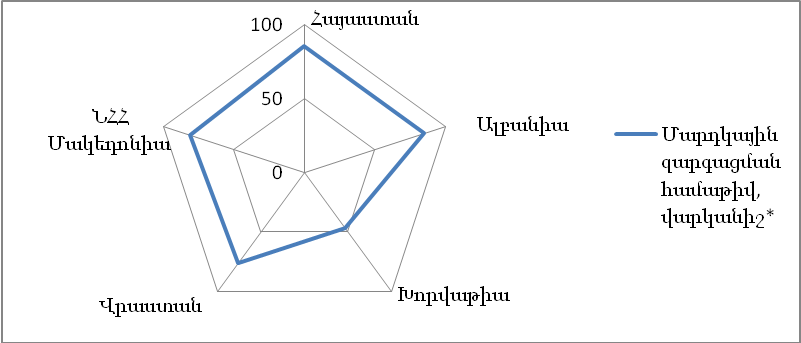 100
Հայաստան
50
0
ՆՀՀ
Մակեդոնիա
Ալբանիա
Վրաստան
Խորվաթիա
Մարդկային
զարգացման
համաթիվ,
վարկանիշ*